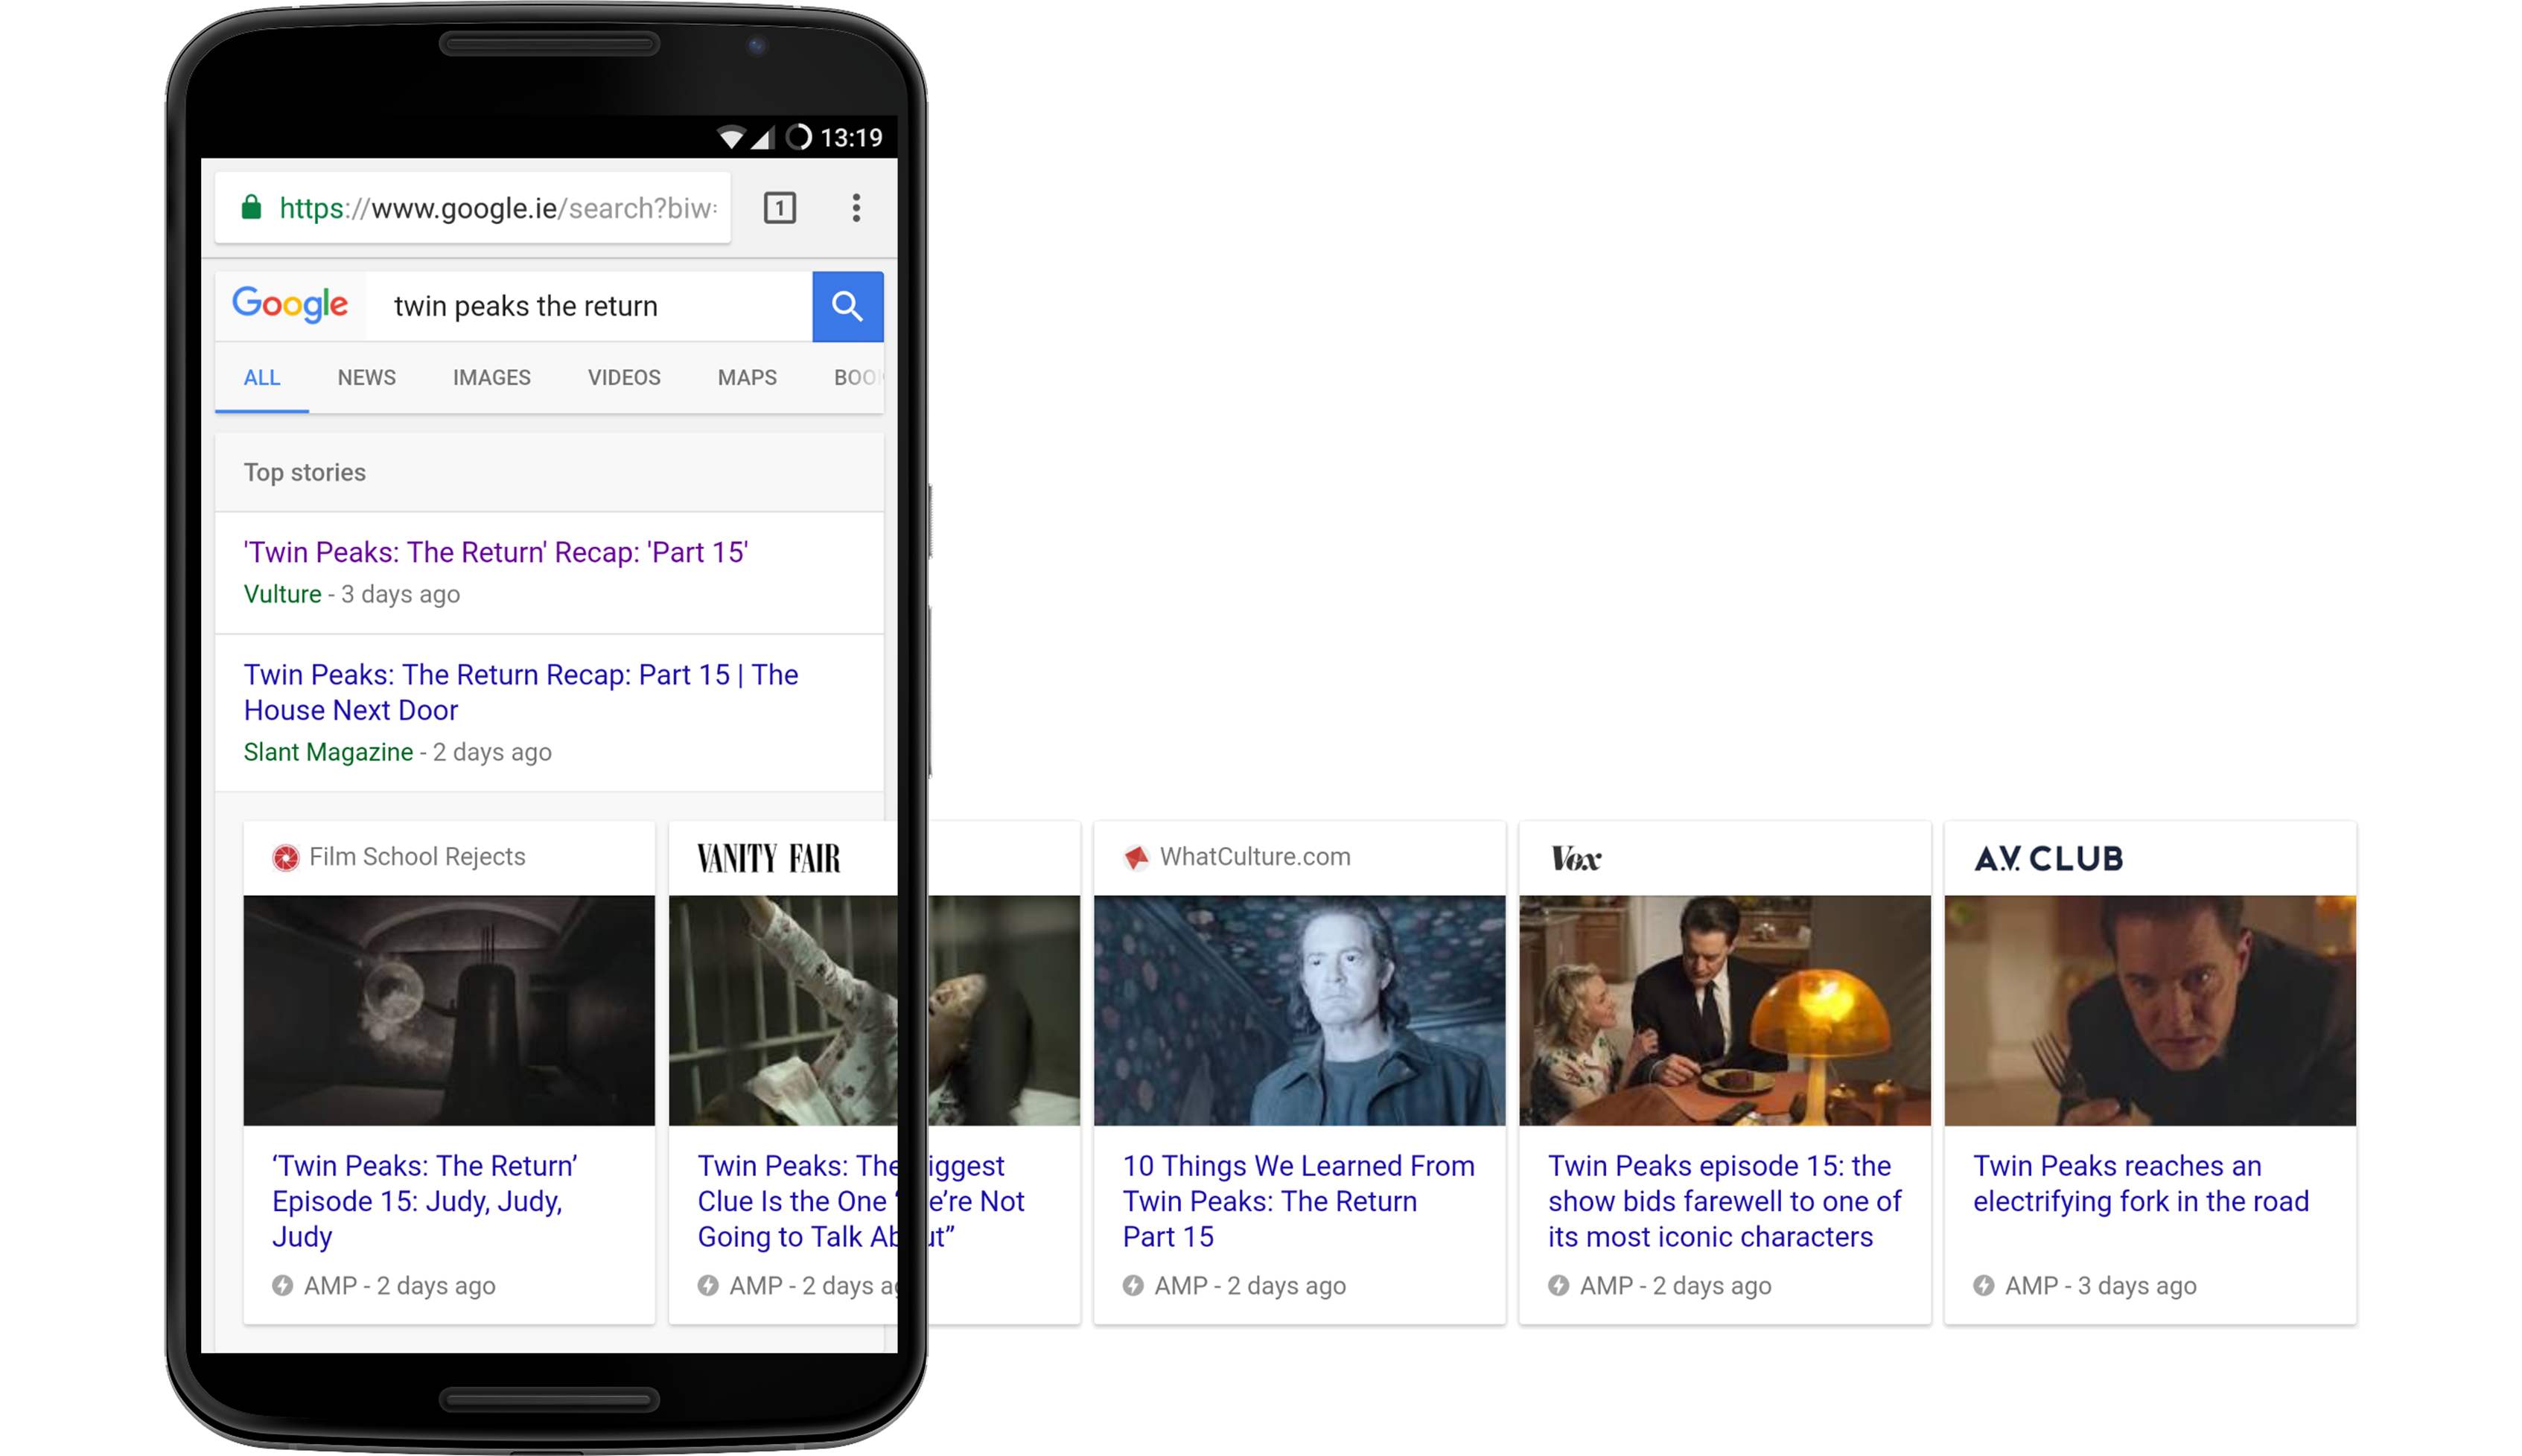 13:19
https://www.google.ie/search?biw=
1
Google
twin peaks the return
ALL NEWS IMAGES VIDEOS MAPS BOO
Top stories
'Twin Peaks: The Return' Recap: 'Part 15'
Vulture - 3 days ago
Twin Peaks: The Return Recap: Part 15 | The
House Next Door
Slant Magazine - 2 days ago
Film School Rejects
‘Twin Peaks: The Return’
Episode 15: Judy, Judy,
Judy
AMP - 2 days ago
VANITY FAIR
Twin Peaks: The iggest
Clue Is the One “ e’re Not
Going to Talk Ab ut”
AMP - 2 days ag
WhatCulture.com
10 Things We Learned From
Twin Peaks: The Return
Part 15
AMP - 2 days ago
Vox
Twin Peaks episode 15: the
show bids farewell to one of
its most iconic characters
AMP - 2 days ago
A.V. CLUB
Twin Peaks reaches an
electrifying fork in the road
AMP - 3 days ago